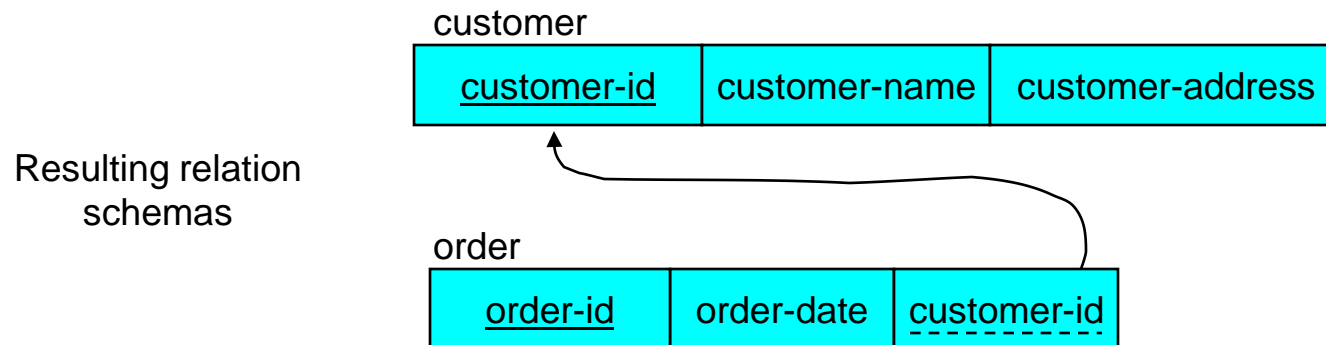 customer
customer-id customer-name customer-address
Resulting relation
schemas
order
order-id order-date customer-id